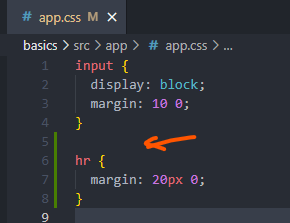 # app.css M ×
basics > src > app > # app.css > ...
1 input {
2 display: block;
3 margin: 10 0;
4 }
5
6 hr {
7 margin: 20px 0;
8 }
9